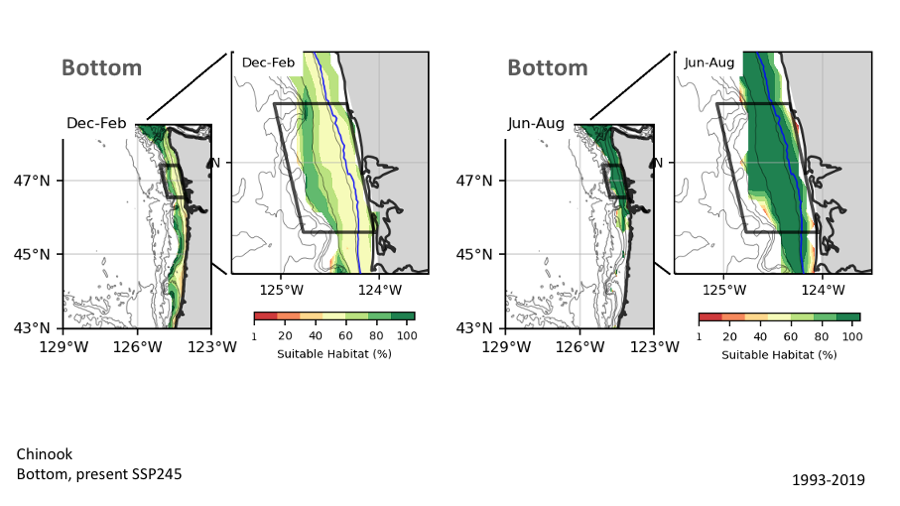 Bottom
Dec-Feb
Dec-Feb
N
47°N
45°N
43°N
129°W 126°W 123°W
125°W 124°W
1 20 40 60 80 100
Suitable Habitat (%)
Bottom
Jun-Aug
Jun-Aug
N
47°N
45°N
43°N
129°W 126°W 123°W
125°W 124°W
1 20 40 60 80 100
Suitable Habitat (%)
Chinook
Bottom, present SSP245
1993-2019